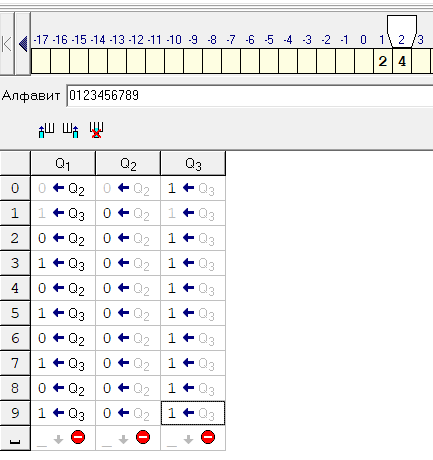 -17 -16 -15 -14 -13 -12 -11 -10 -9 -8 -7 -6 -5 -4 -3 -2 -1 0 1 2 3
2 4
Алфавит 0123456789
Q1 Q2 Q3
0 0 ← Q2 0 ← Q2 1 ← Q3
1 1 ← Q3 0 ← Q2 1 ← Q3
2 0 ← Q2 0 ← Q2 1 ← Q3
3 1 ← Q3 0 ← Q2 1 ← Q3
4 0 ← Q2 0 ← Q2 1 ← Q3
5 1 ← Q3 0 ← Q2 1 ← Q3
6 0 ← Q2 0 ← Q2 1 ← Q3
7 1 ← Q3 0 ← Q2 1 ← Q3
8 0 ← Q2 0 ← Q2 1 ← Q3
9 1 ← Q3 0 ← Q2 1 ← Q3
␣ _ ↓ _ ↓ _ ↓